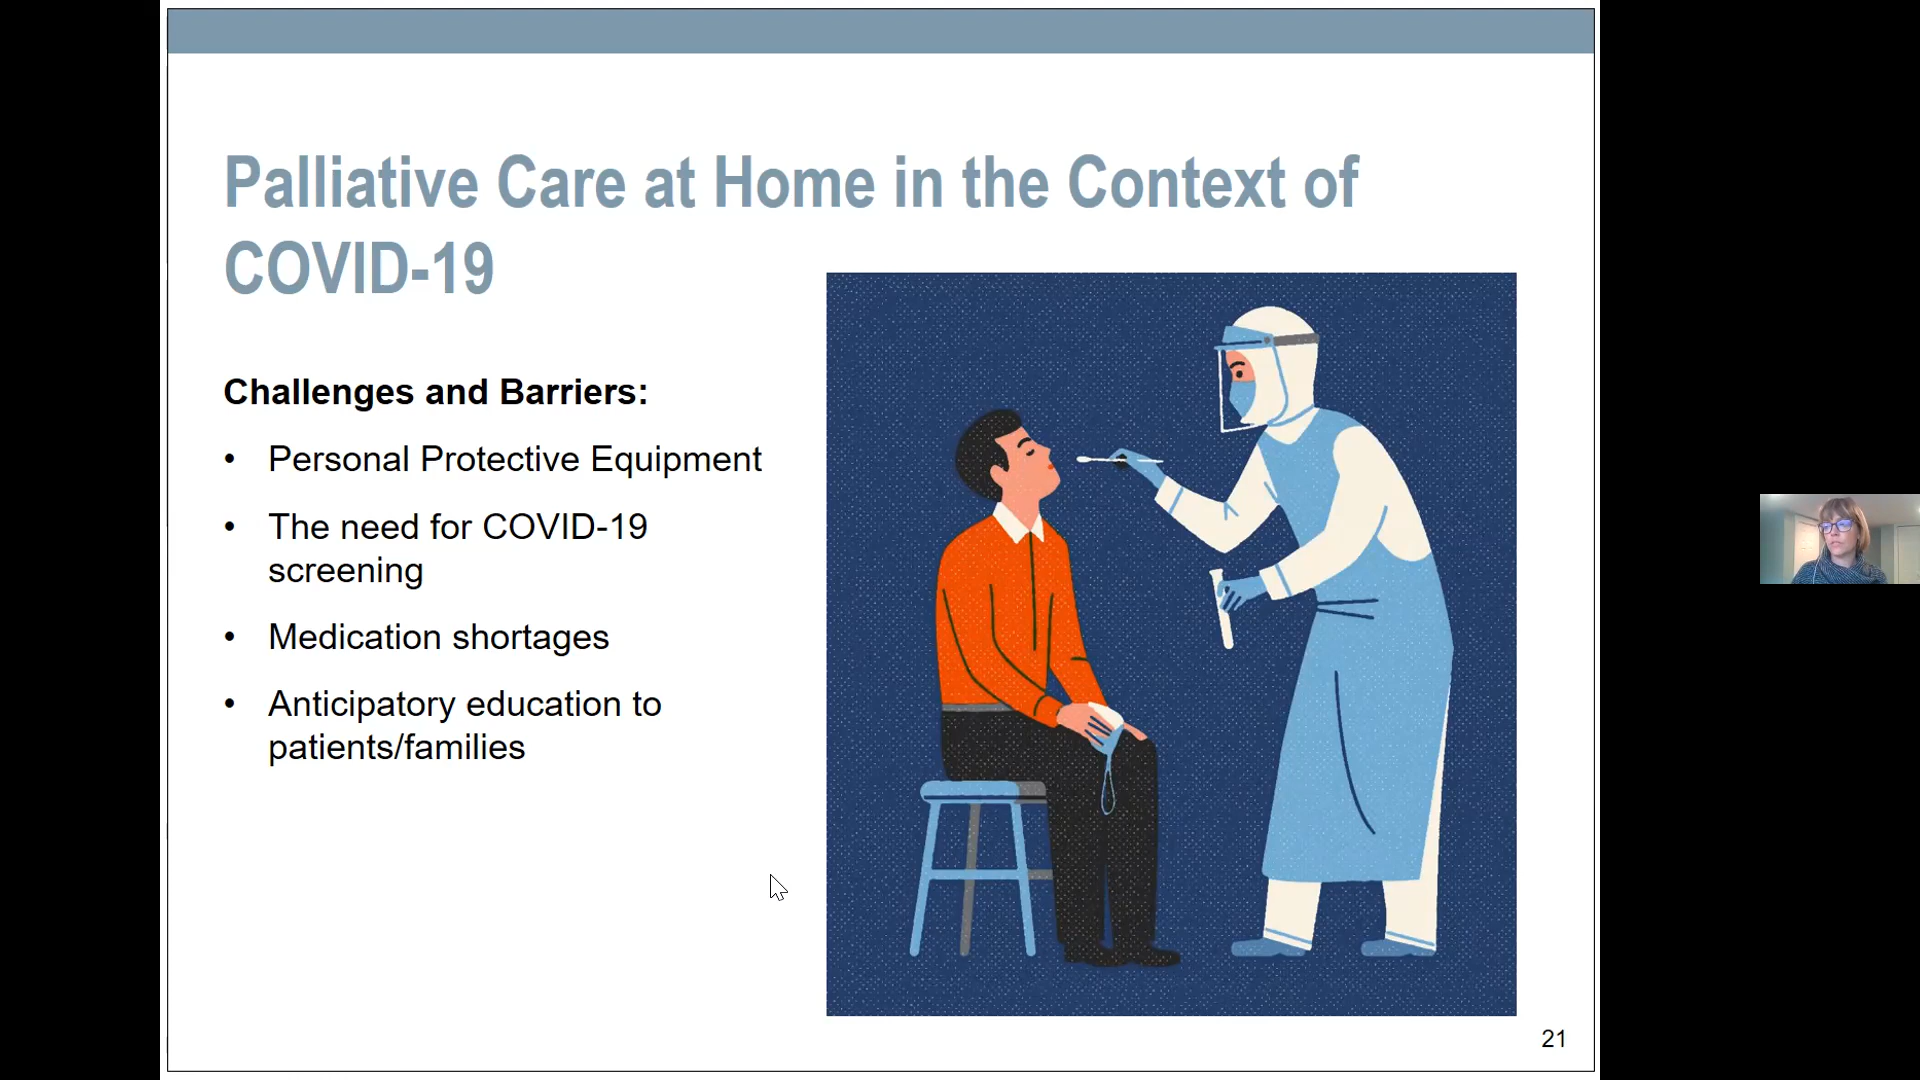 Palliative Care at Home in the Context of
COVID-19
Challenges and Barriers:
• Personal Protective Equipment
• The need for COVID-19
screening
• Medication shortages
• Anticipatory education to
patients/families
21